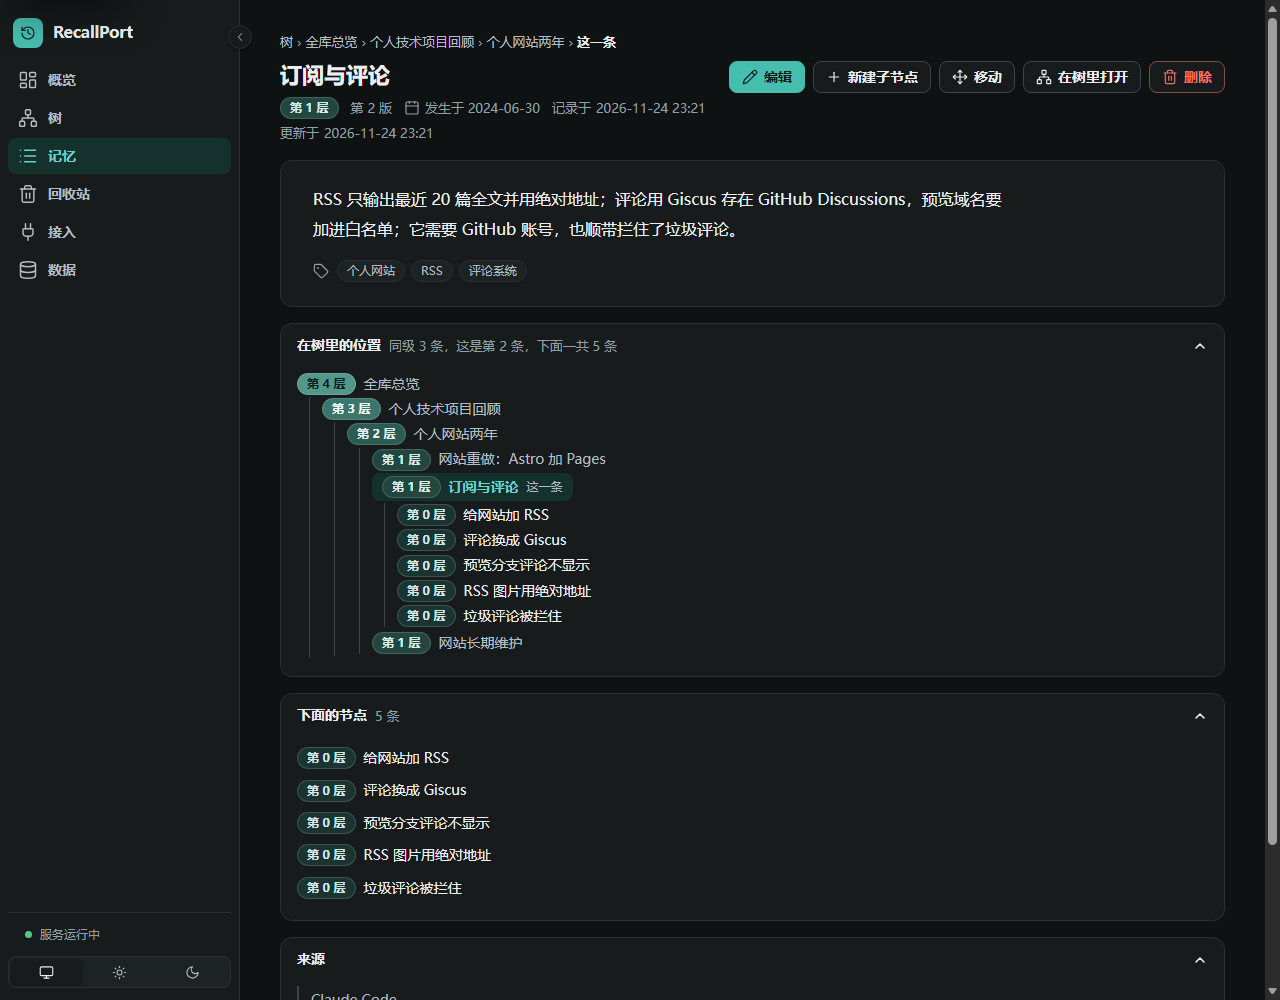 RecallPort
概览
树
记忆
回收站
接入
数据
服务运行中
树 › 全库总览 › 个人技术项目回顾 › 个人网站两年 › 这一条
订阅与评论
编辑
新建子节点
移动
在树里打开
删除
第 1 层 第 2 版 发生于 2024-06-30 记录于 2026-11-24 23:21
更新于 2026-11-24 23:21
RSS 只输出最近 20 篇全文并用绝对地址；评论用 Giscus 存在 GitHub Discussions，预览域名要
加进白名单；它需要 GitHub 账号，也顺带拦住了垃圾评论。
个人网站 RSS 评论系统
在树里的位置 同级 3 条，这是第 2 条，下面一共 5 条
第 4 层 全库总览
第 3 层 个人技术项目回顾
第 2 层 个人网站两年
第 1 层 网站重做：Astro 加 Pages
第 1 层 订阅与评论 这一条
第 0 层 给网站加 RSS
第 0 层 评论换成 Giscus
第 0 层 预览分支评论不显示
第 0 层 RSS 图片用绝对地址
第 0 层 垃圾评论被拦住
第 1 层 网站长期维护
下面的节点 5 条
第 0 层 给网站加 RSS
第 0 层 评论换成 Giscus
第 0 层 预览分支评论不显示
第 0 层 RSS 图片用绝对地址
第 0 层 垃圾评论被拦住
来源
Claude Code